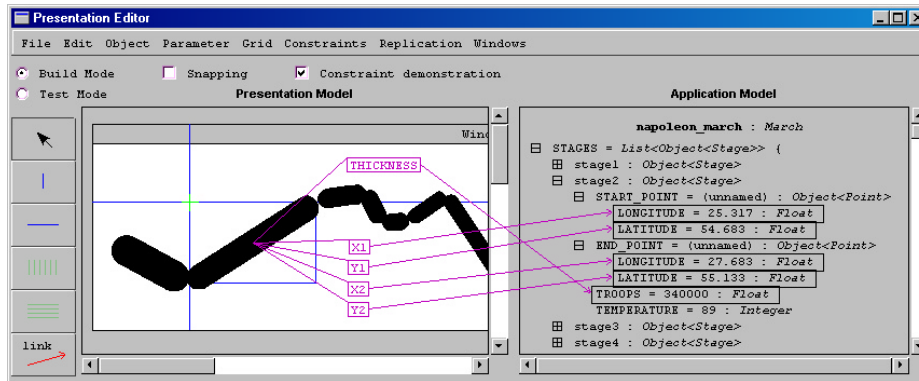 Presentation Editor
File Edit Object Parameter Grid Constraints Replication Windows
Build Mode Snapping Constraint demonstration
Test Mode
Presentation Model
Application Model
Wind
THICKNESS
X1
Y1
X2
Y2
link
napoleon_march : March
STAGES = List<Object<Stage>> {
stage1 : Object<Stage>
stage2 : Object<Stage>
START_POINT = (unnamed) : Object<Point>
LONGITUDE = 25.317 : Float
LATITUDE = 54.683 : Float
END_POINT = (unnamed) : Object<Point>
LONGITUDE = 27.683 : Float
LATITUDE = 55.133 : Float
TROOPS = 340000 : Float
TEMPERATURE = 89 : Integer
stage3 : Object<Stage>
stage4 : Object<Stage>